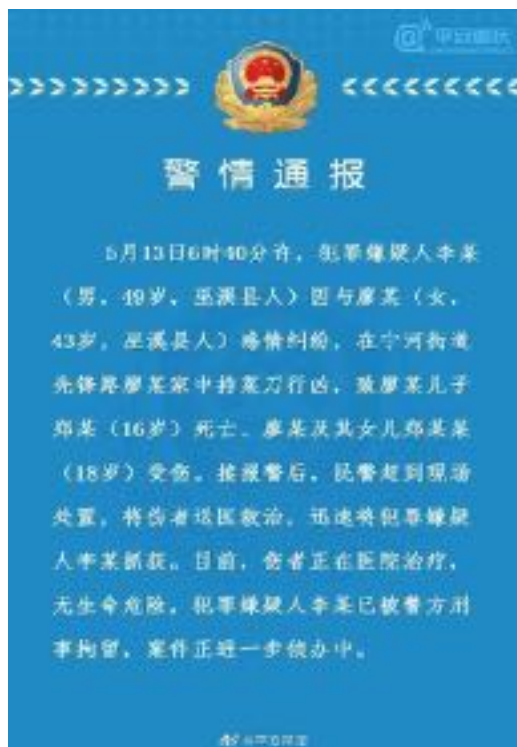 平安重庆
警情通报
5月13日6时40分许，犯罪嫌疑人李某
（男，49岁，巫溪县人）因与廖某（女，
43岁，巫溪县人）感情纠纷，在宁河街道
先锋路廖某家中持菜刀行凶，致廖某儿子
郑某（16岁）死亡，廖某及其女儿郑某某
（18岁）受伤。接报警后，民警赶到现场
处置，将伤者送医救治，迅速将犯罪嫌疑
人李某抓获。目前，伤者正在医院治疗，
无生命危险，犯罪嫌疑人李某已被警方刑
事拘留，案件正进一步侦办中。